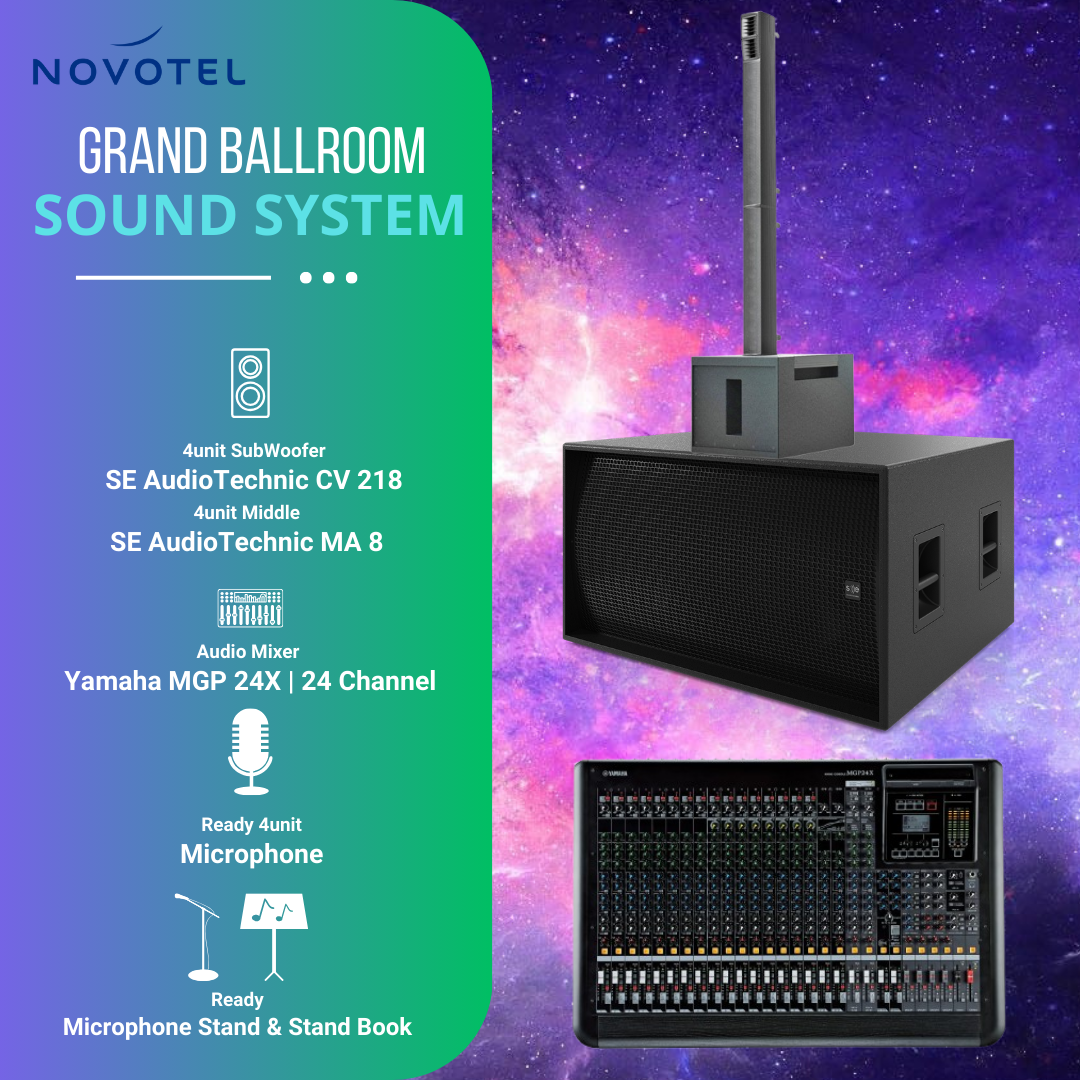 NOVOTEL
GRAND BALLROOM
SOUND SYSTEM
4unit SubWoofer
SE AudioTechnic CV 218
4unit Middle
SE AudioTechnic MA 8
Audio Mixer
Yamaha MGP 24X | 24 Channel
Ready 4unit
Microphone
Ready
Microphone Stand & Stand Book
YAMAHA
MGP24X